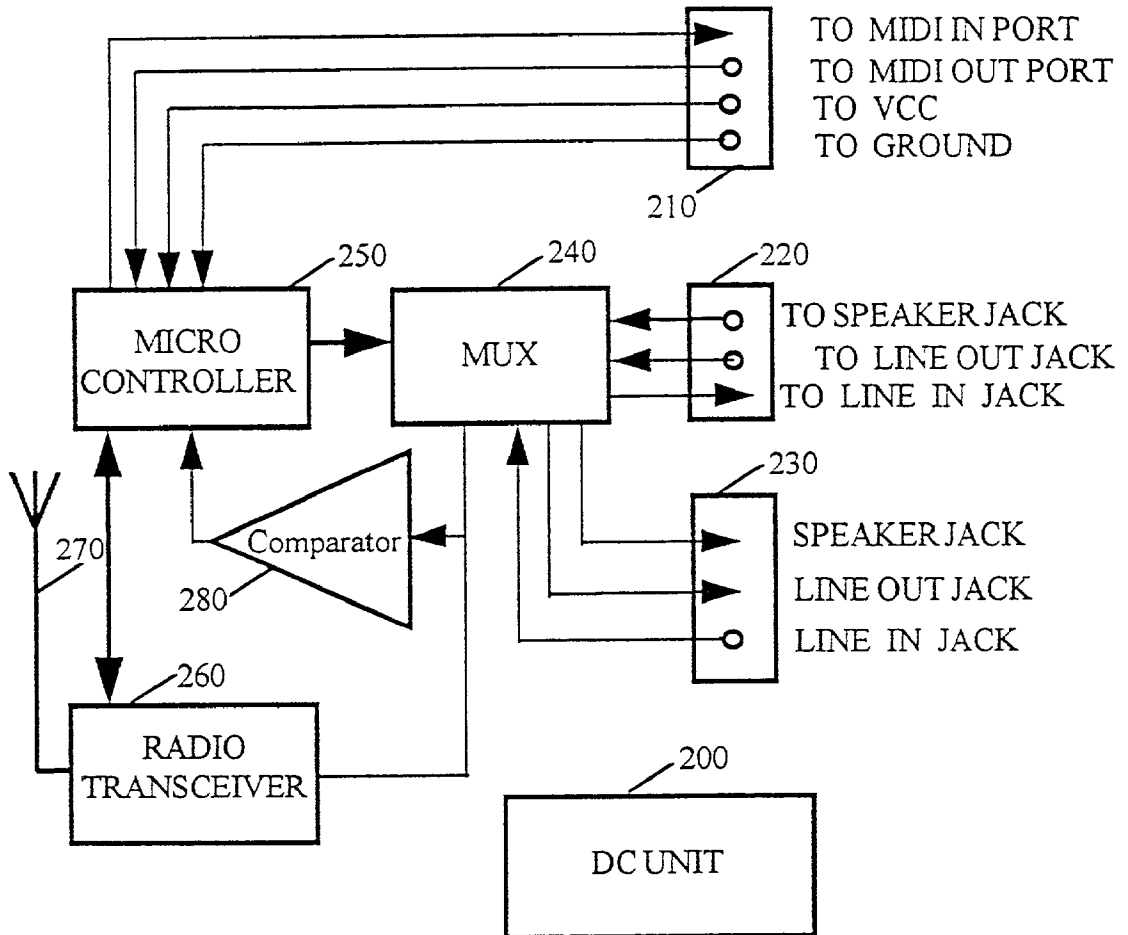 TO MIDI IN PORT
TO MIDI OUT PORT
TO VCC
TO GROUND
210
250
240
220
MICRO
CONTROLLER
MUX
TO SPEAKER JACK
TO LINE OUT JACK
TO LINE IN JACK
230
270
Comparator
280
SPEAKER JACK
LINE OUT JACK
LINE IN JACK
260
RADIO
TRANSCEIVER
200
DC UNIT